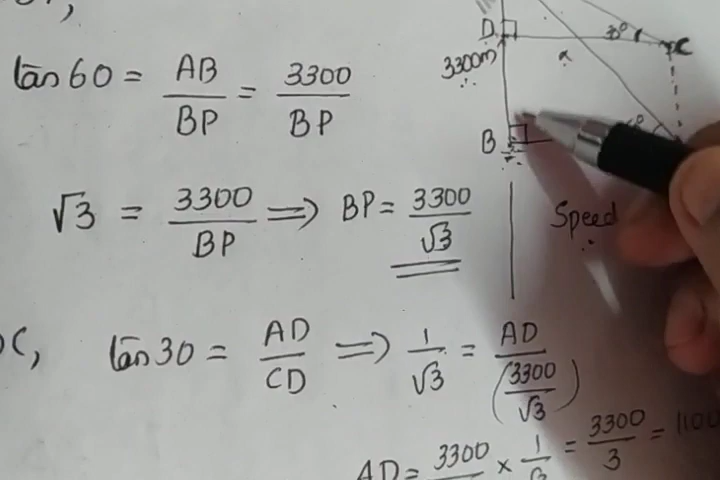 tan 60 = AB/BP = 3300/BP
D
30° C
3300m
x
B
√3 = 3300/BP ⇒ BP = 3300/√3
Speed
C, tan 30 = AD/CD ⇒ 1/√3 = AD/(3300/√3)
AD = 3300 × 1/ = 3300/3 =